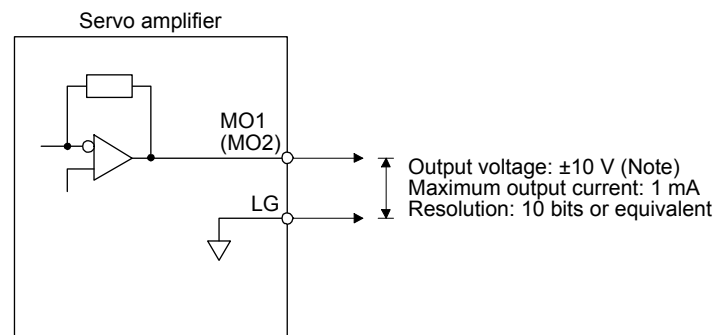 Servo amplifier
MO1
(MO2)
LG
Output voltage: ±10 V (Note)
Maximum output current: 1 mA
Resolution: 10 bits or equivalent